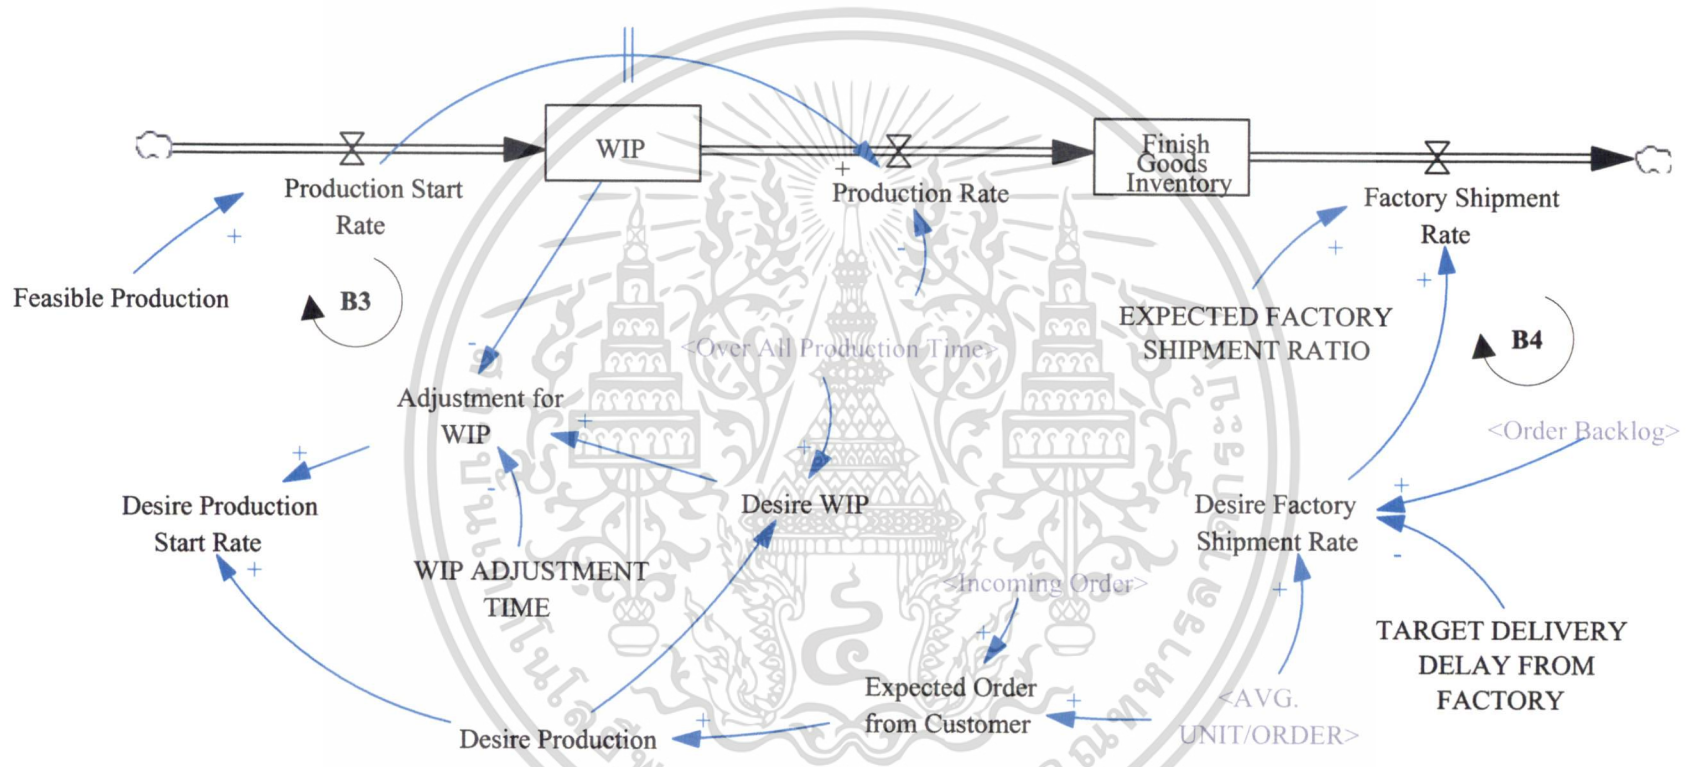 WIP
Finish
Goods
Inventory
Production Start
Rate
+
Production Rate
Factory Shipment
Rate
+
-
+
+
Feasible Production
B3
EXPECTED FACTORY
SHIPMENT RATIO
B4
-
<Over All Production Time>
Adjustment for
WIP
+
<Order Backlog>
+
+
-
+
Desire Production
Start Rate
Desire WIP
Desire Factory
Shipment Rate
-
+
WIP ADJUSTMENT
TIME
<Incoming Order>
+
+
TARGET DELIVERY
DELAY FROM
FACTORY
Expected Order
from Customer
+
<AVG.
UNIT/ORDER>
+
Desire Production